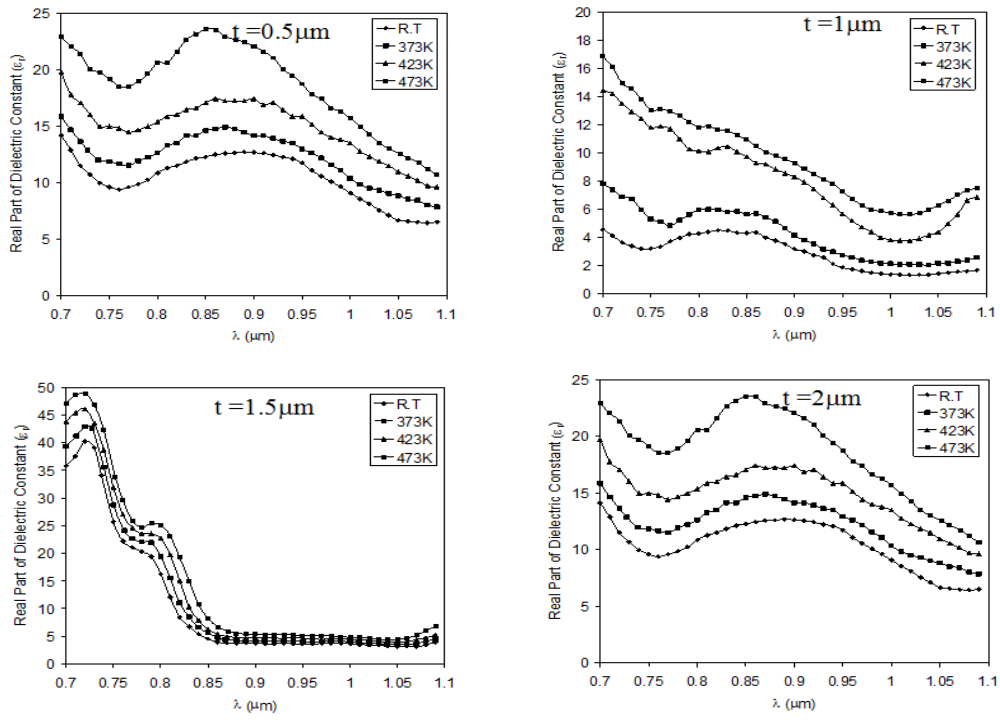 t =0.5µm
Real Part of Dielectric Constant (εr)
25
20
15
10
5
0
0.7 0.75 0.8 0.85 0.9 0.95 1 1.05 1.1
λ (µm)
R.T
373K
423K
473K
t =1µm
Real Part of Dielectric Constant (εr)
20
18
16
14
12
10
8
6
4
2
0
0.7 0.75 0.8 0.85 0.9 0.95 1 1.05 1.1
λ (µm)
R.T
373K
423K
473K
t =1.5µm
Real Part of Dielectric Constant (εr)
50
45
40
35
30
25
20
15
10
5
0
0.7 0.75 0.8 0.85 0.9 0.95 1 1.05 1.1
λ (µm)
R.T
373K
423K
473K
t =2µm
Real Part of Dielectric Constant (εr)
25
20
15
10
5
0
0.7 0.75 0.8 0.85 0.9 0.95 1 1.05 1.1
λ (µm)
R.T
373K
423K
473K